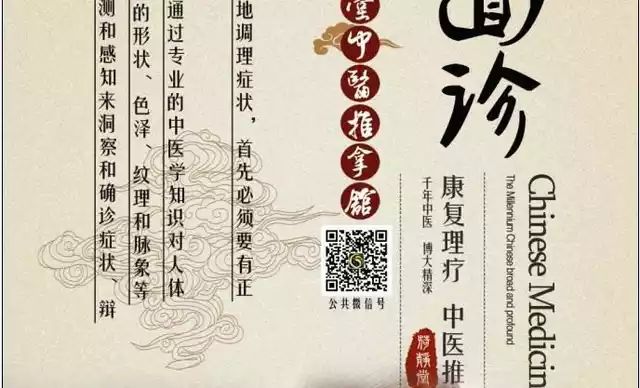 面诊
Chinese Medicin
The Millennium Chinese broad and profound
康复理疗 中医推
千年中医 博大精深
堂中醫推拿舘
公共微信号
静堂
地调理症状，首先必须要有正
通过专业的中医学知识对人体
的形状、色泽、纹理和脉象等
测和感知来洞察和确诊症状、辩